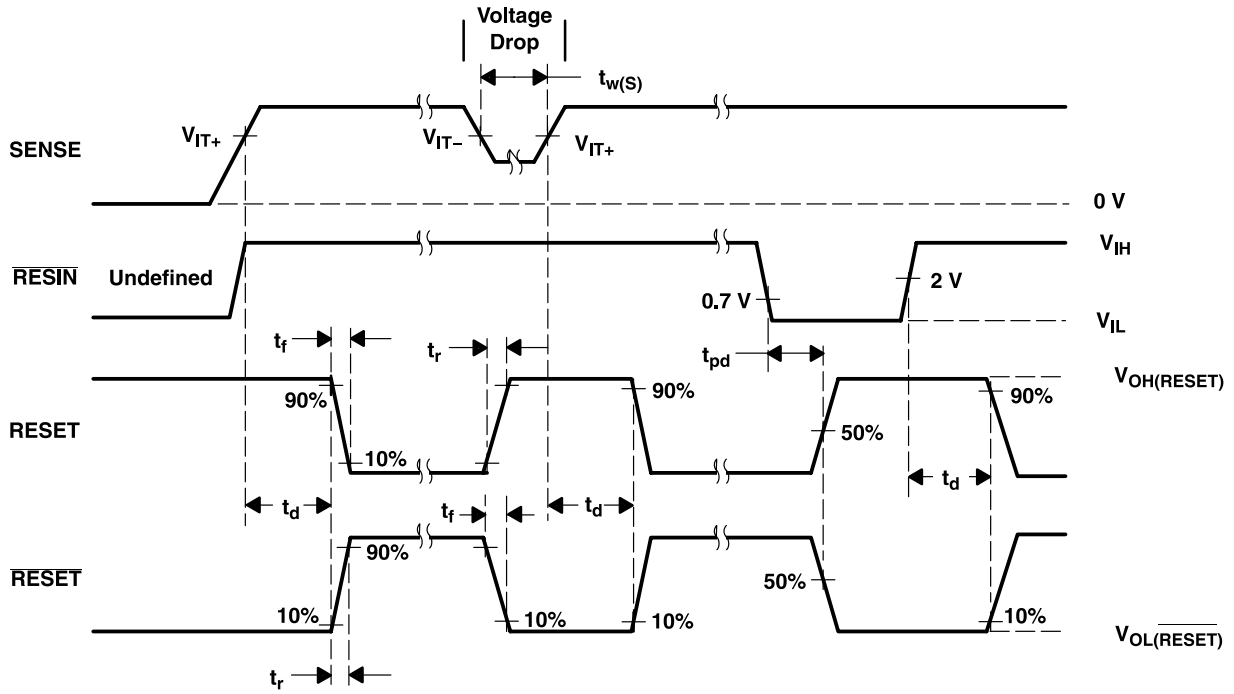 Voltage
Drop
tw(S)
VIT+
VIT−
VIT+
SENSE
0 V
VIH
RESIN
Undefined
0.7 V
2 V
VIL
tf
tr
tpd
VOH(RESET)
90%
90%
90%
RESET
50%
10%
td
td
td
tf
90%
RESET
50%
10%
10%
10%
10%
VOL(RESET)
tr